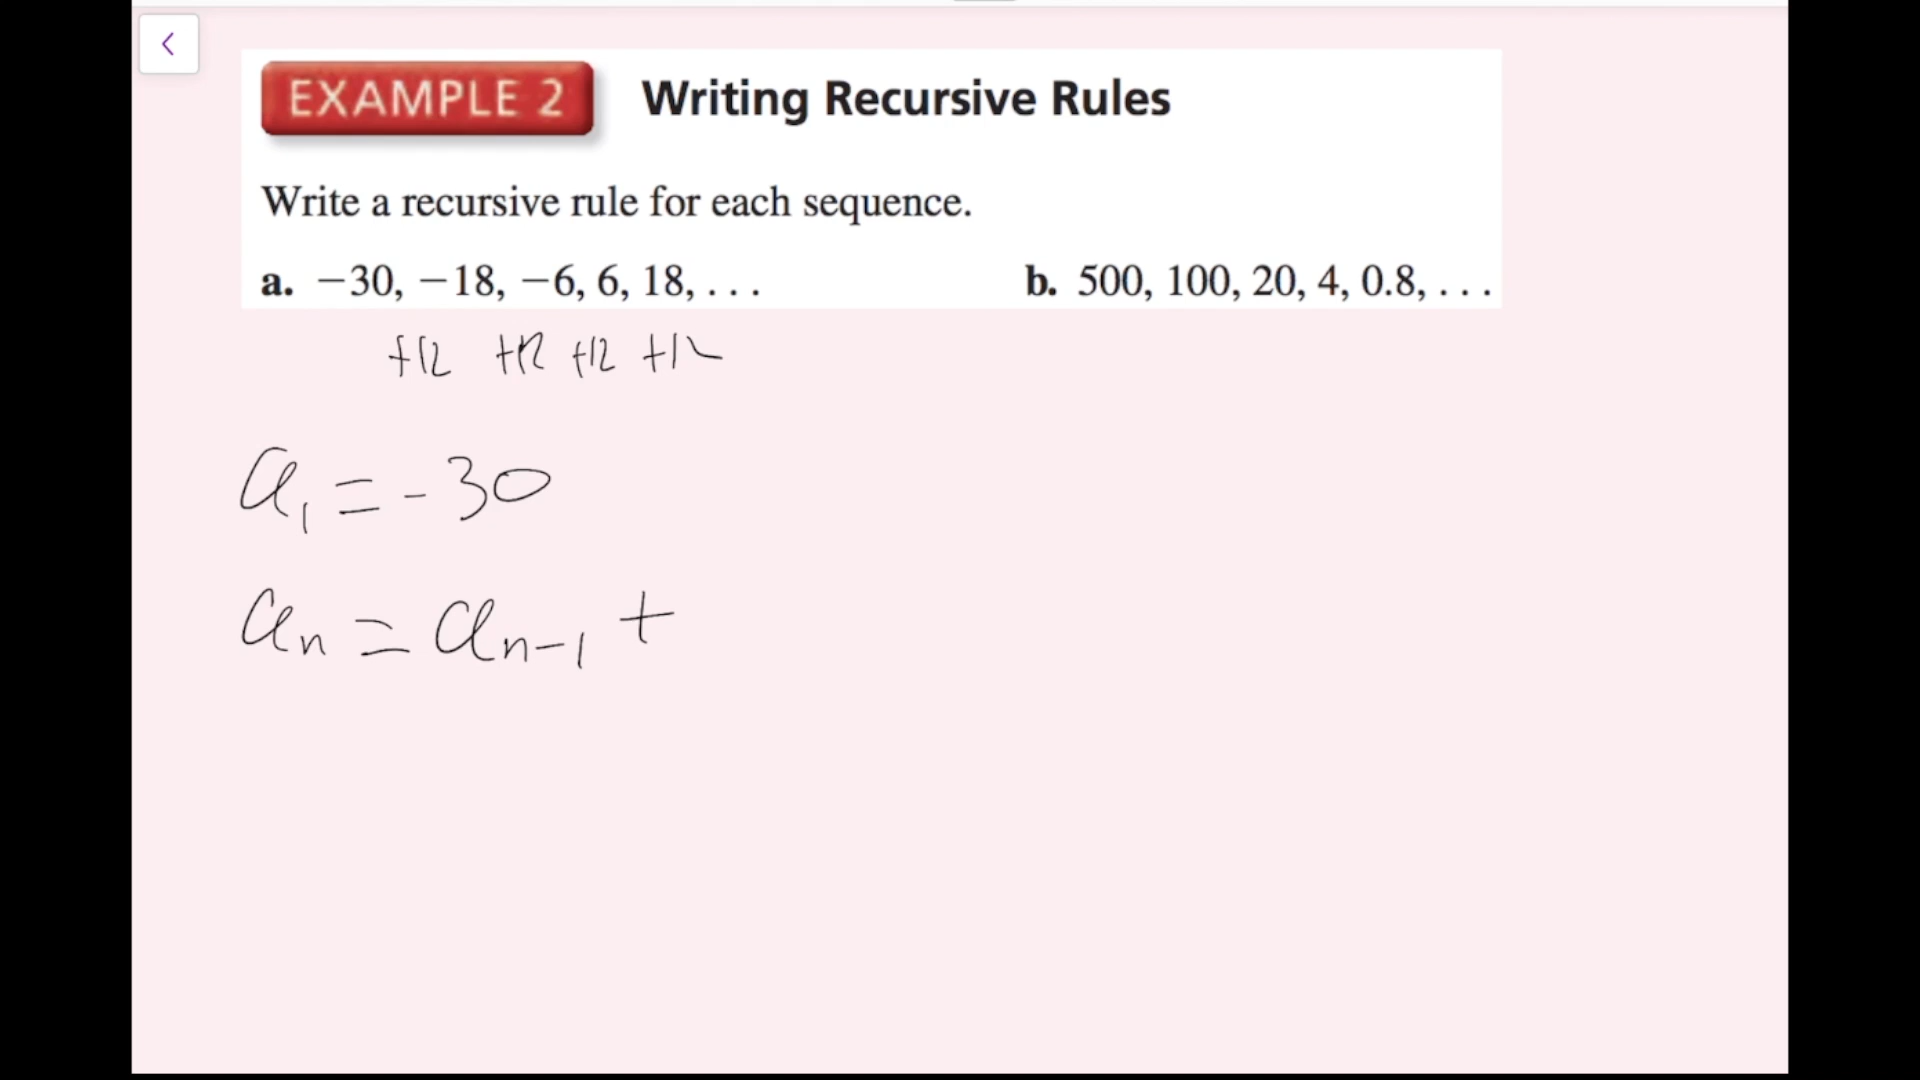 EXAMPLE 2 Writing Recursive Rules
Write a recursive rule for each sequence.
a. −30, −18, −6, 6, 18, . . . b. 500, 100, 20, 4, 0.8, . . .
+12 +12 +12 +12
a₁ = -30
aₙ = aₙ₋₁ +